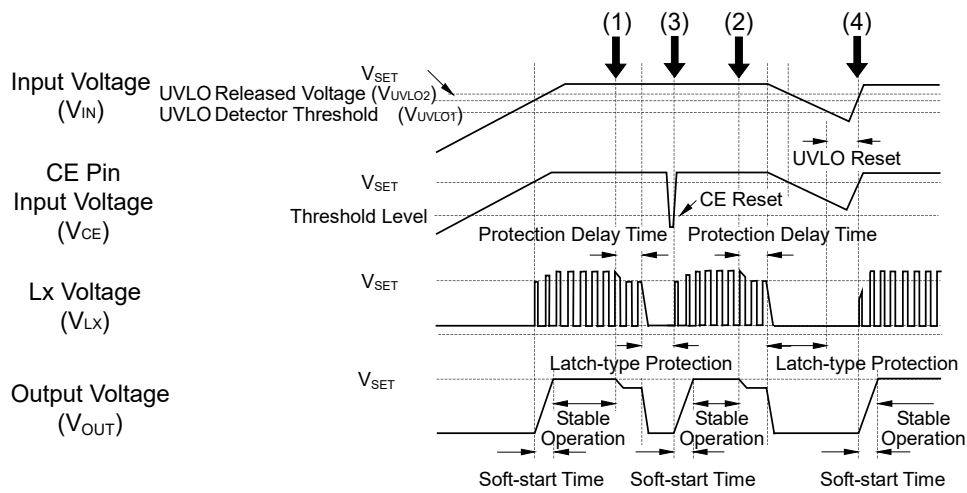 (1) (3) (2) (4)
Input Voltage
(VIN)
VSET
UVLO Released Voltage (VUVLO2)
UVLO Detector Threshold (VUVLO1)
UVLO Reset
CE Pin
Input Voltage
(VCE)
VSET
Threshold Level
CE Reset
Protection Delay Time Protection Delay Time
Lx Voltage
(VLX)
VSET
Latch-type Protection Latch-type Protection
Output Voltage
(VOUT)
VSET
Stable Operation
Stable Operation
Stable Operation
Soft-start Time Soft-start Time Soft-start Time